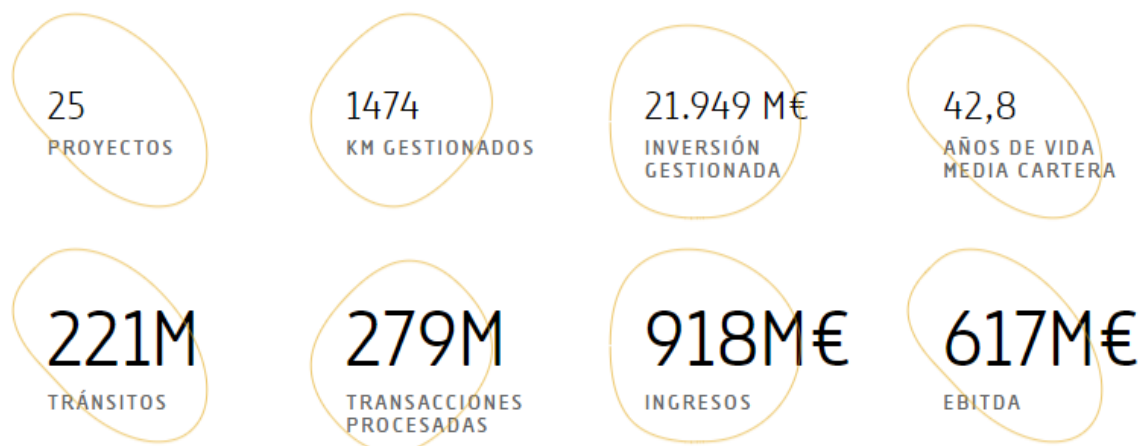 25
PROYECTOS
1474
KM GESTIONADOS
21.949 M€
INVERSIÓN
GESTIONADA
42,8
AÑOS DE VIDA
MEDIA CARTERA
221M
TRÁNSITOS
279M
TRANSACCIONES
PROCESADAS
918M€
INGRESOS
617M€
EBITDA